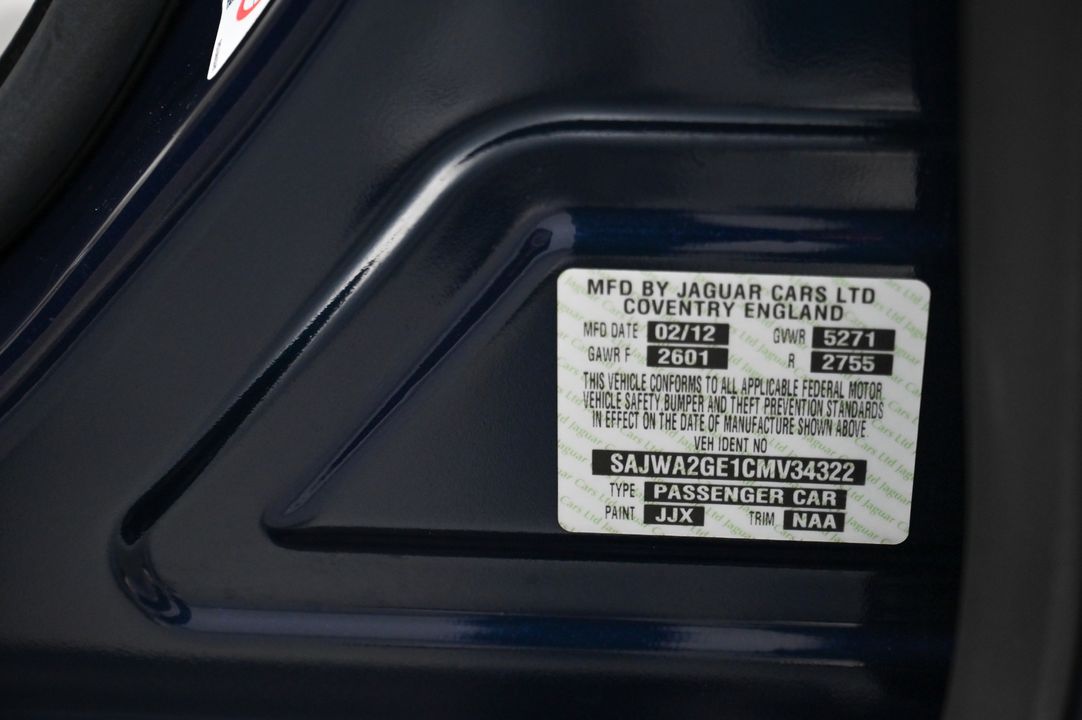 MFD BY JAGUAR CARS LTD
COVENTRY ENGLAND
MFD DATE 02/12 GVWR 5271
GAWR F 2601 R 2755
THIS VEHICLE CONFORMS TO ALL APPLICABLE FEDERAL MOTOR
VEHICLE SAFETY, BUMPER AND THEFT PREVENTION STANDARDS
IN EFFECT ON THE DATE OF MANUFACTURE SHOWN ABOVE
VEH IDENT NO
SAJWA2GE1CMV34322
TYPE PASSENGER CAR
PAINT JJX TRIM NAA